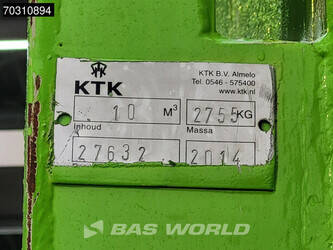 70310894
KTK
KTK B.V. Almelo
Tel. 0546 - 575400
www.ktk.nl
10 M³ 2755 KG
Inhoud Massa
27632 2014
BAS WORLD